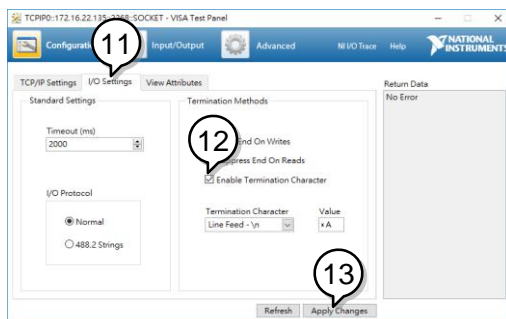 TCPIP0::172.16.22.135::2268::SOCKET - VISA Test Panel
Configurati
Input/Output
Advanced
NI I/O Trace
Help
NATIONAL
INSTRUMENTS
11
TCP/IP Settings
I/O Settings
View Attributes
Return Data
Standard Settings
Termination Methods
No Error
Timeout (ms)
2000
12
End On Writes
Suppress End On Reads
Enable Termination Character
I/O Protocol
Termination Character
Value
Normal
Line Feed - \n
xA
488.2 Strings
13
Refresh
Apply Changes